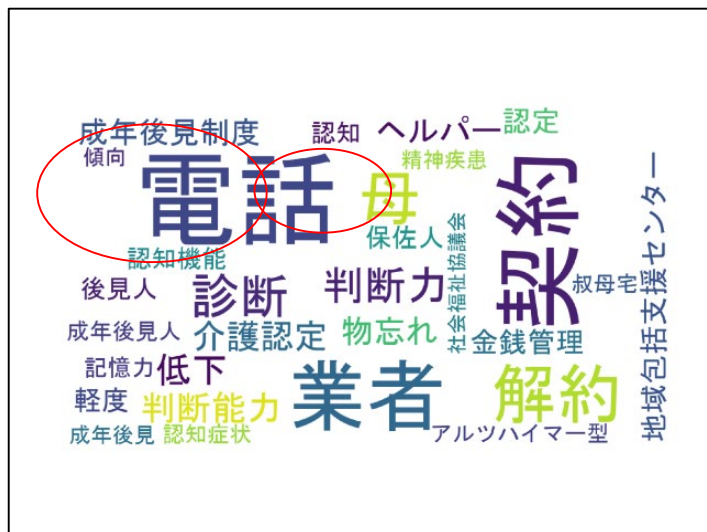 成年後見制度
認知
ヘルパー
認定
傾向
電話
母
精神疾患
契約
地域包括支援センター
保佐人
社会福祉協議会
認知機能
後見人
診断
判断力
叔母宅
成年後見人
介護認定
物忘れ
金銭管理
記憶力
低下
業者
解約
軽度
判断能力
成年後見
認知症状
アルツハイマー型